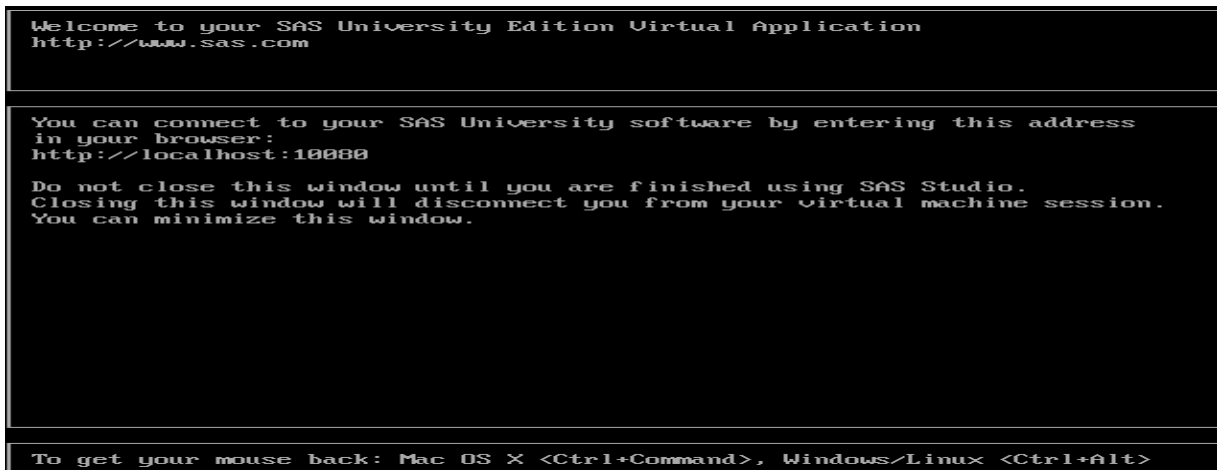 Welcome to your SAS University Edition Virtual Application
http://www.sas.com
You can connect to your SAS University software by entering this address
in your browser:
http://localhost:10080
Do not close this window until you are finished using SAS Studio.
Closing this window will disconnect you from your virtual machine session.
You can minimize this window.
To get your mouse back: Mac OS X <Ctrl+Command>, Windows/Linux <Ctrl+Alt>